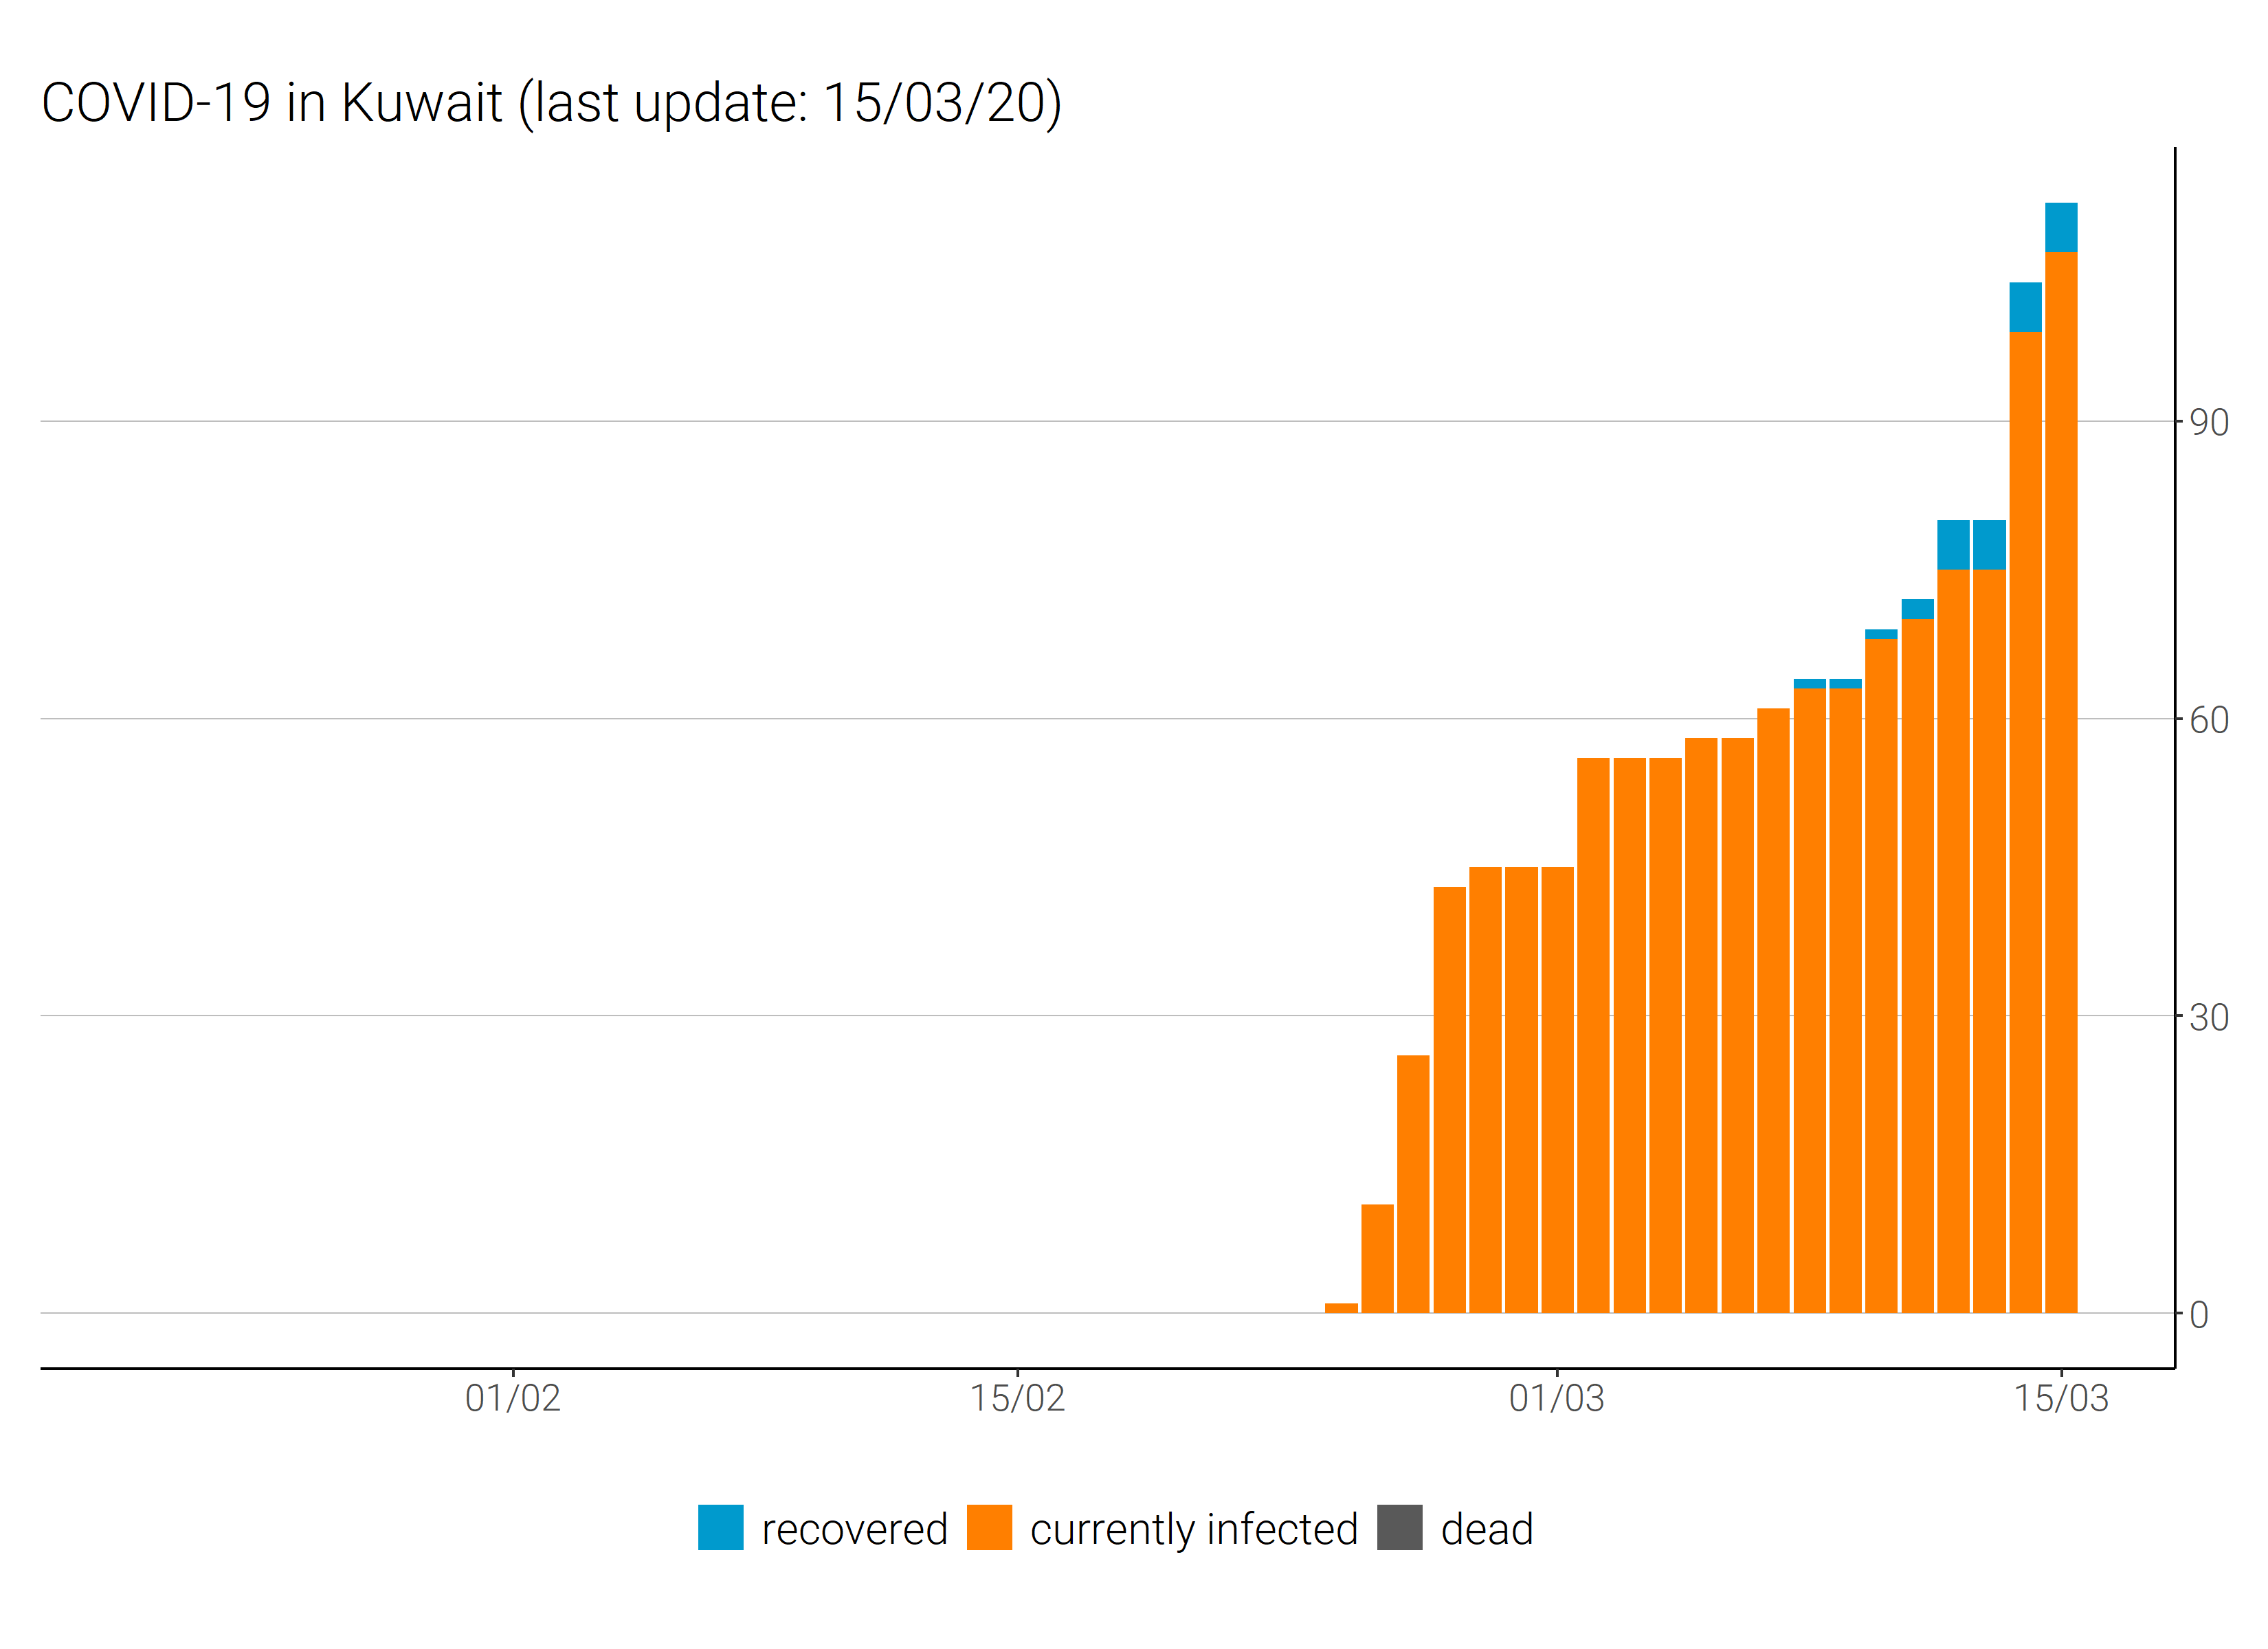 COVID-19 in Kuwait (last update: 15/03/20)
90
60
30
0
01/02 15/02 01/03 15/03
recovered currently infected dead